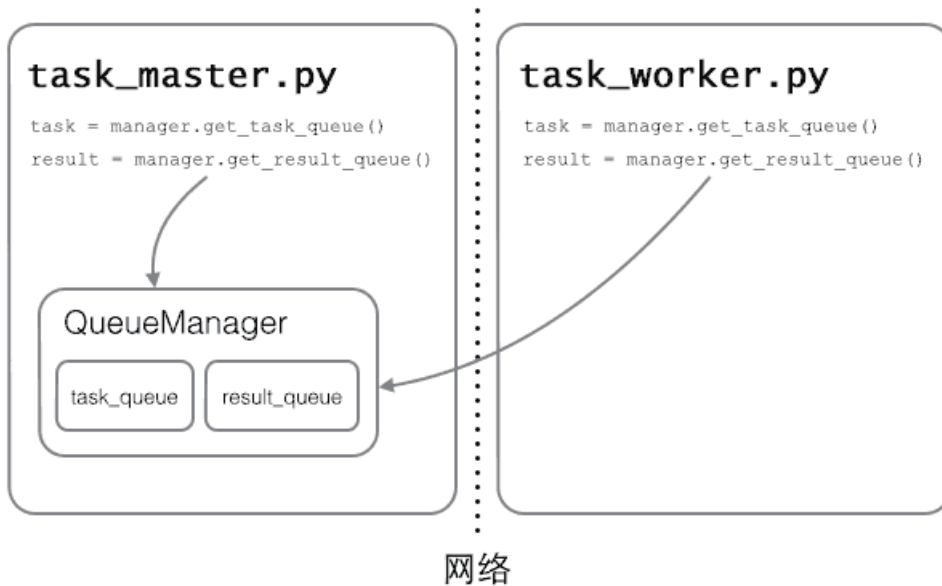 task_master.py
task = manager.get_task_queue()
result = manager.get_result_queue()
QueueManager
task_queue
result_queue
task_worker.py
task = manager.get_task_queue()
result = manager.get_result_queue()
网络